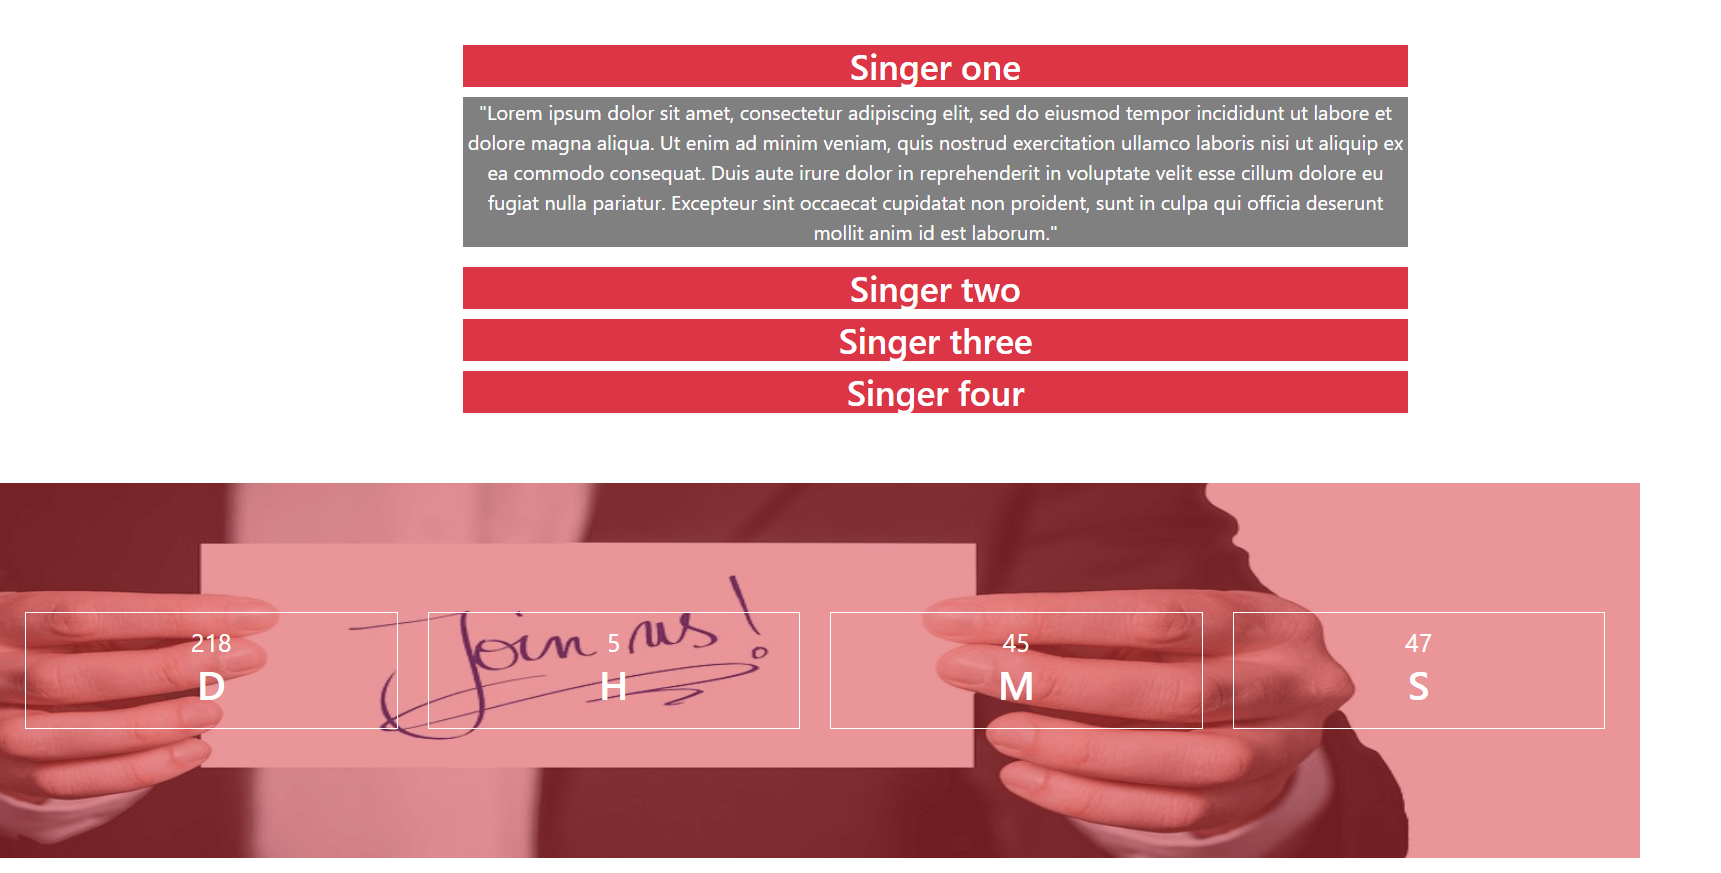 Singer one
"Lorem ipsum dolor sit amet, consectetur adipiscing elit, sed do eiusmod tempor incididunt ut labore et
dolore magna aliqua. Ut enim ad minim veniam, quis nostrud exercitation ullamco laboris nisi ut aliquip ex
ea commodo consequat. Duis aute irure dolor in reprehenderit in voluptate velit esse cillum dolore eu
fugiat nulla pariatur. Excepteur sint occaecat cupidatat non proident, sunt in culpa qui officia deserunt
mollit anim id est laborum."
Singer two
Singer three
Singer four
Join us!
218 5 45 47
D H M S